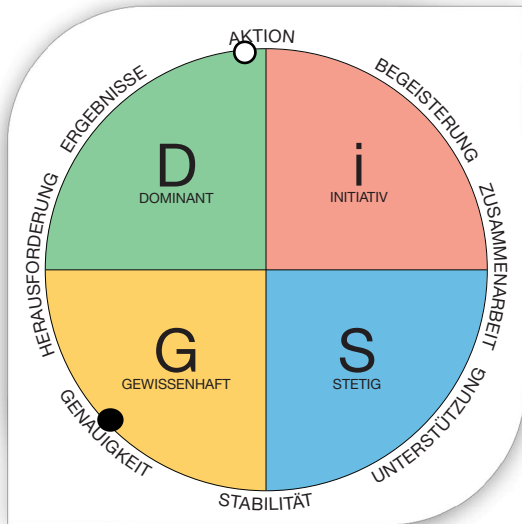 AKTION
ERGEBNISSE
BEGEISTERUNG
D
DOMINANT
i
INITIATIV
HERAUSFORDERUNG
ZUSAMMENARBEIT
G
GEWISSENHAFT
S
STETIG
GENAUIGKEIT
UNTERSTÜTZUNG
STABILITÄT